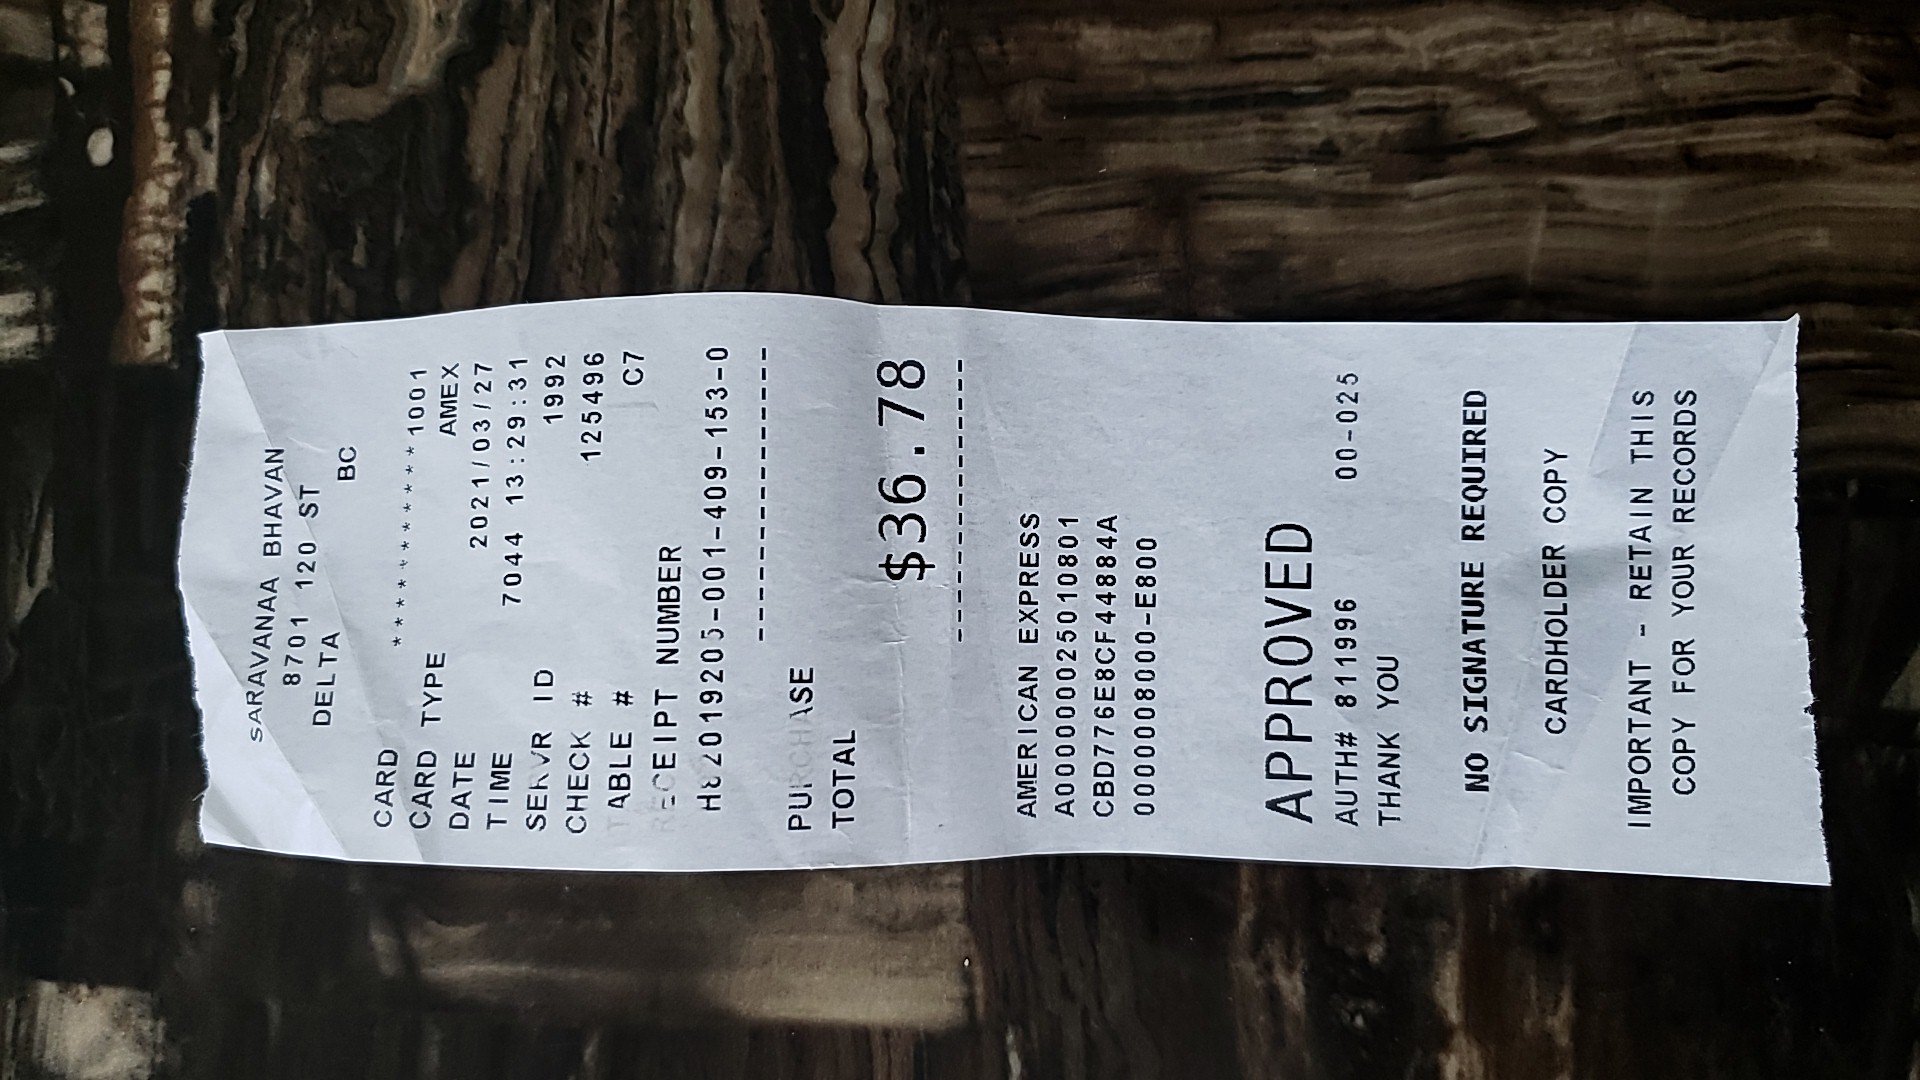 SARAVANAA BHAVAN
8701 120 ST
DELTA BC
CARD ***********1001
CARD TYPE AMEX
DATE 2021/03/27
TIME 7044 13:29:31
SERVR ID 1992
CHECK # 125496
TABLE # C7
RECEIPT NUMBER
H82019205-001-409-153-0
---------------
PURCHASE
TOTAL
$36.78
---------------
AMERICAN EXPRESS
A000000025010801
CBD776E8CF44884A
0000008000-E800
APPROVED
AUTH# 811996 00-025
THANK YOU
NO SIGNATURE REQUIRED
CARDHOLDER COPY
IMPORTANT - RETAIN THIS
COPY FOR YOUR RECORDS